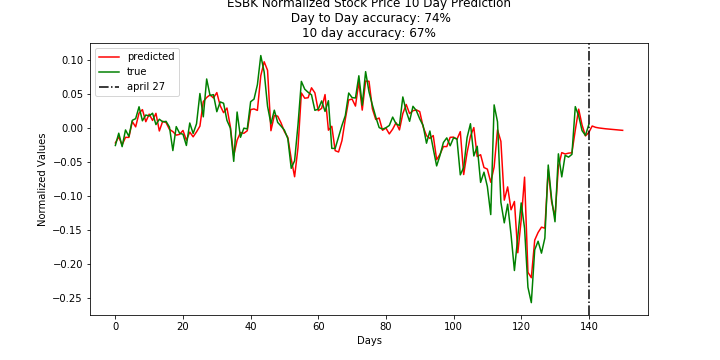 ESBK Normalized Stock Price 10 Day Prediction
Day to Day accuracy: 74%
10 day accuracy: 67%
predicted
true
april 27
Normalized Values
0.10
0.05
0.00
−0.05
−0.10
−0.15
−0.20
−0.25
0
20
40
60
80
100
120
140
Days